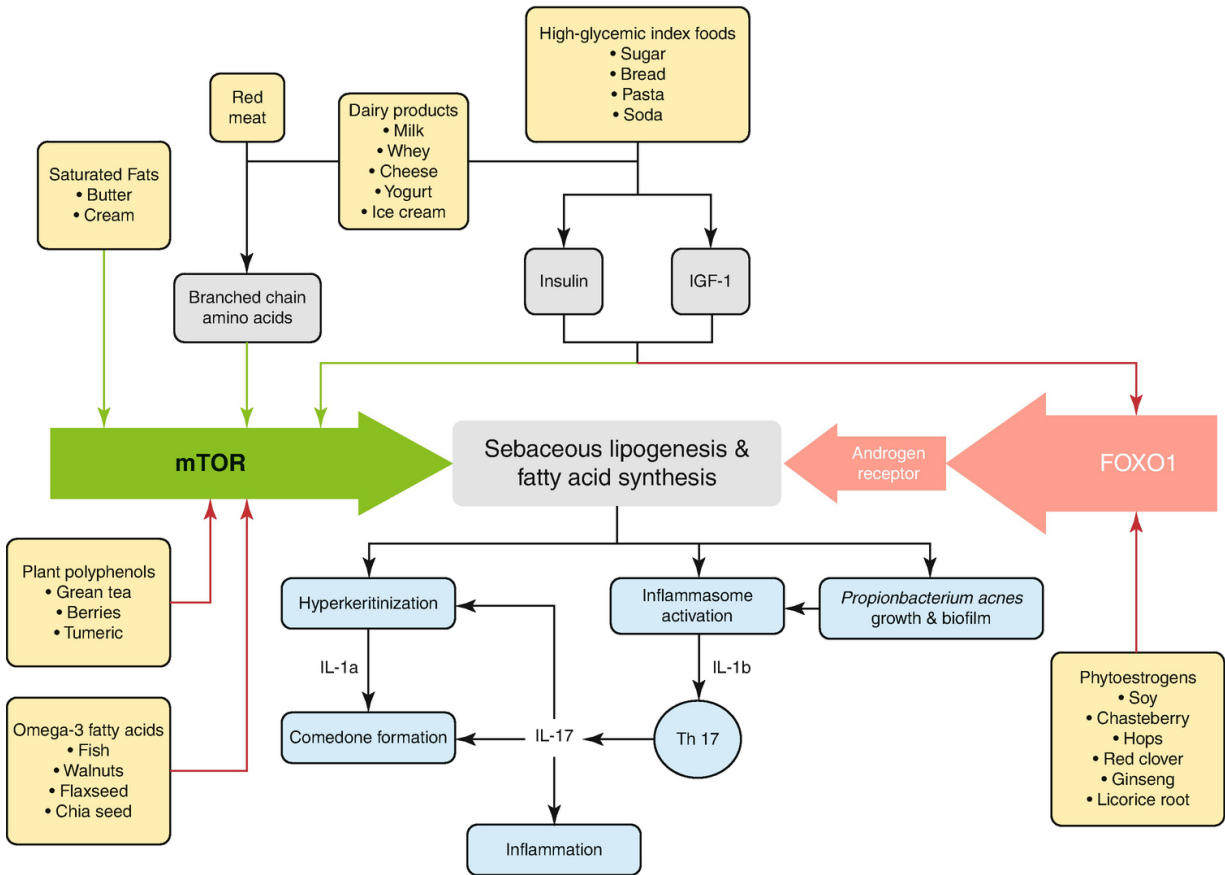 High-glycemic index foods
• Sugar
• Bread
• Pasta
• Soda
Red
meat
Dairy products
• Milk
• Whey
• Cheese
• Yogurt
• Ice cream
Saturated Fats
• Butter
• Cream
Branched chain
amino acids
Insulin
IGF-1
mTOR
Sebaceous lipogenesis &
fatty acid synthesis
Androgen
receptor
FOXO1
Plant polyphenols
• Grean tea
• Berries
• Tumeric
Hyperkeritinization
Inflammasome
activation
Propionbacterium acnes
growth & biofilm
IL-1a
IL-1b
Omega-3 fatty acids
• Fish
• Walnuts
• Flaxseed
• Chia seed
Comedone formation
IL-17
Th 17
Phytoestrogens
• Soy
• Chasteberry
• Hops
• Red clover
• Ginseng
• Licorice root
Inflammation